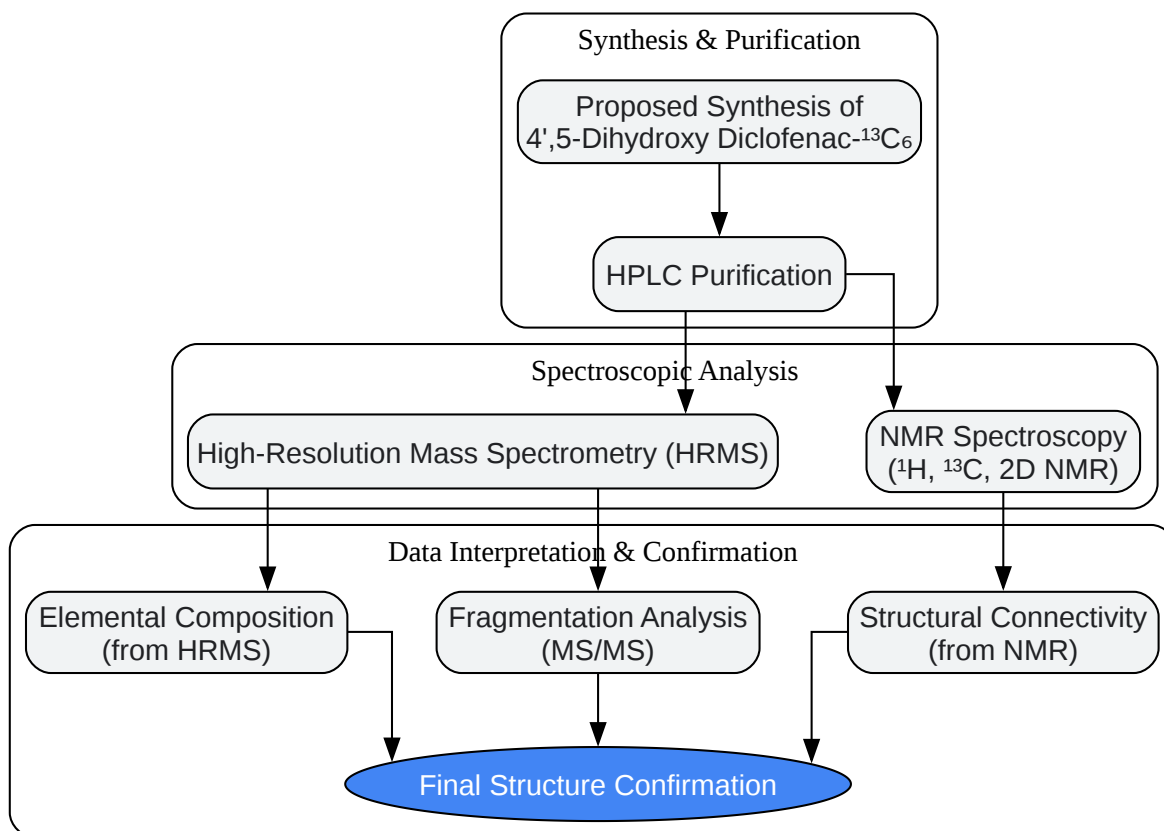 Synthesis & Purification
Proposed Synthesis of
4',5-Dihydroxy Diclofenac-¹³C₆
HPLC Purification
Spectroscopic Analysis
High-Resolution Mass Spectrometry (HRMS)
NMR Spectroscopy
(¹H, ¹³C, 2D NMR)
Data Interpretation & Confirmation
Elemental Composition
(from HRMS)
Fragmentation Analysis
(MS/MS)
Structural Connectivity
(from NMR)
Final Structure Confirmation